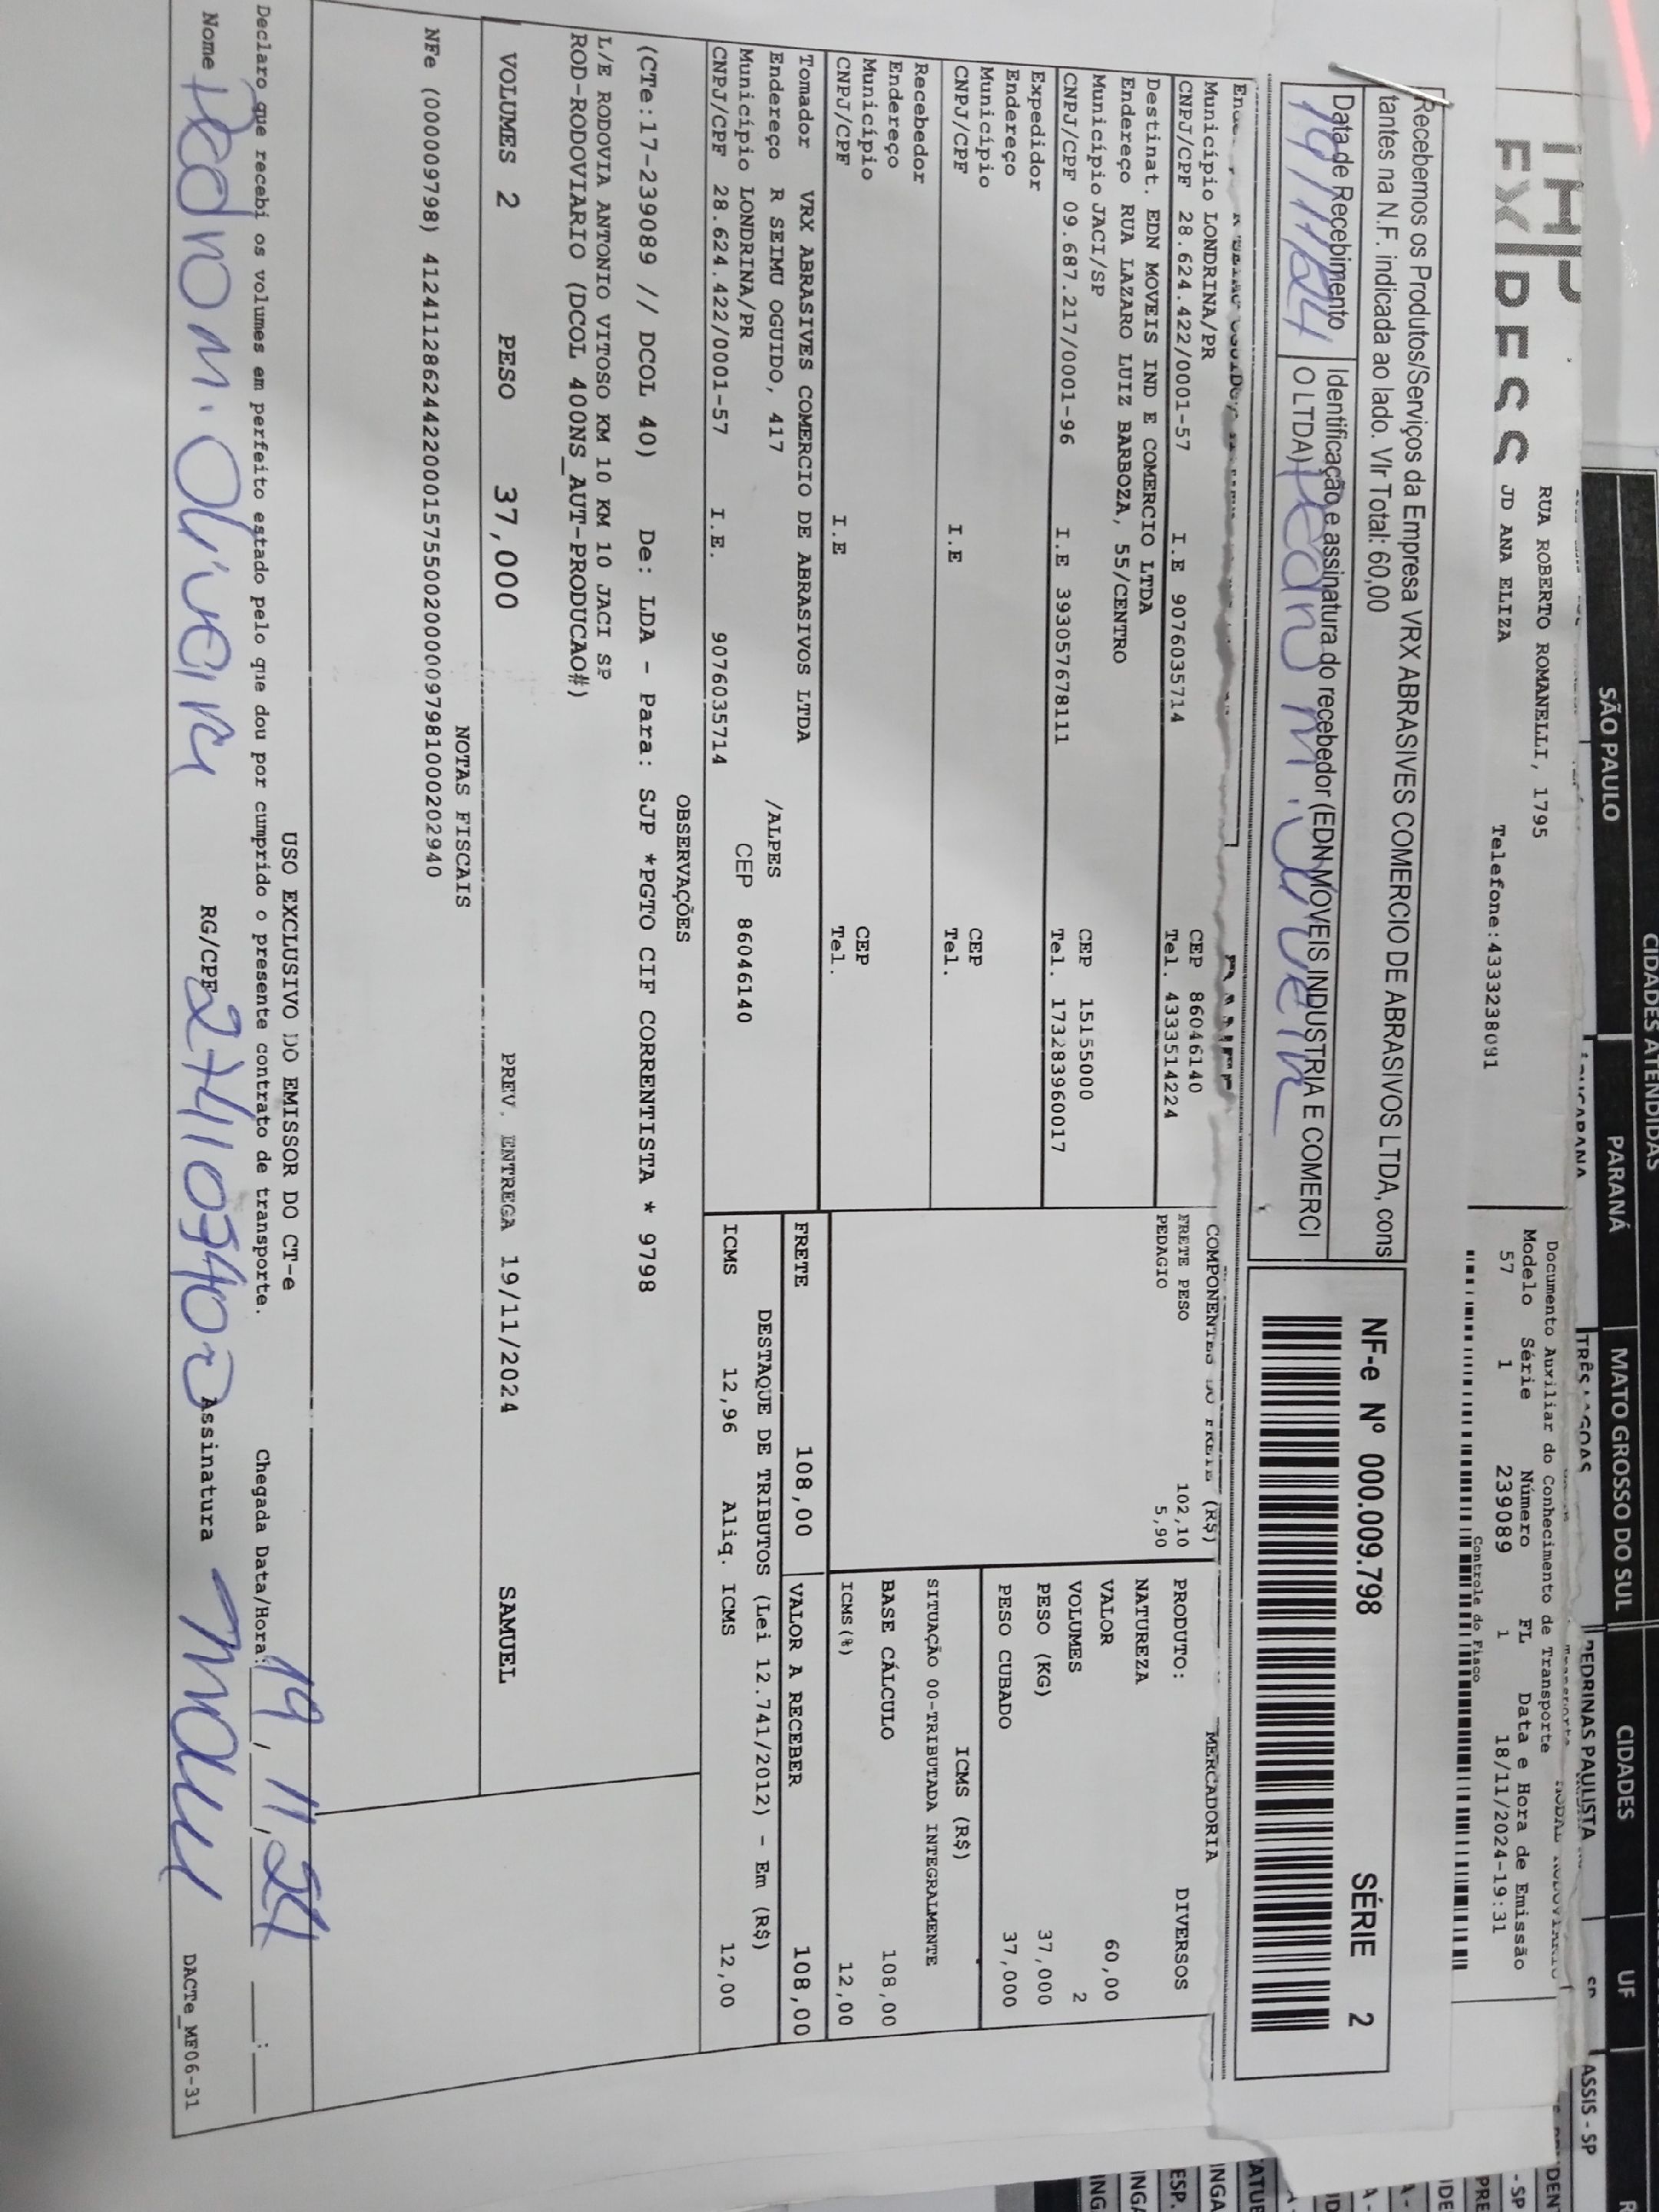 CIDADES ATENDIDAS
SÃO PAULO PARANÁ MATO GROSSO DO SUL CIDADES UF
PEDRINAS PAULISTA ASSIS - SP
EXPRESS
RUA ROBERTO ROMANELLI, 1795
JD ANA ELIZA Telefone:4333238091
Documento Auxiliar do Conhecimento de Transporte
Modelo Série Número FL Data e Hora de Emissão
57 1 239089 1 18/11/2024-19:31
Controle do Fisco
Recebemos os Produtos/Serviços da Empresa VRX ABRASIVES COMERCIO DE ABRASIVOS LTDA, cons
tantes na N.F. indicada ao lado. Vlr Total: 60,00
NF-e Nº 000.009.798 SÉRIE 2
Data de Recebimento Identificação e assinatura do recebedor (EDN MOVEIS INDUSTRIA E COMERCI
O LTDA)
19/11/24 Pedro m. Oliveira
Município LONDRINA/PR CEP 86046140
CNPJ/CPF 28.624.422/0001-57 I.E 9076035714 Tel. 4333514224
Destinat. EDN MOVEIS IND E COMERCIO LTDA
Endereço RUA LAZARO LUIZ BARBOZA, 55/CENTRO
Município JACI/SP CEP 15155000
CNPJ/CPF 09.687.217/0001-96 I.E 393057678111 Tel. 173283960017
Expedidor
Endereço
Município CEP
CNPJ/CPF I.E Tel.
Recebedor
Endereço
Município CEP
CNPJ/CPF I.E Tel.
COMPONENTES DO FRETE (R$)
FRETE PESO 102,10
PEDAGIO 5,90
MERCADORIA
PRODUTO: DIVERSOS
NATUREZA
VALOR 60,00
VOLUMES 2
PESO (KG) 37,000
PESO CUBADO 37,000
ICMS (R$)
SITUAÇÃO 00-TRIBUTADA INTEGRALMENTE
BASE CÁLCULO 108,00
ICMS(%) 12,00
Tomador VRX ABRASIVES COMERCIO DE ABRASIVOS LTDA
Endereço R SEIMU OGUIDO, 417 /ALPES
Município LONDRINA/PR CEP 86046140
CNPJ/CPF 28.624.422/0001-57 I.E. 9076035714
FRETE 108,00 VALOR A RECEBER 108,00
DESTAQUE DE TRIBUTOS (Lei 12.741/2012) - Em (R$)
ICMS 12,96 Aliq. ICMS 12,00
OBSERVAÇÕES
(CTe:17-239089 // DCOL 40) De: LDA - Para: SJP *PGTO CIF CORRENTISTA * 9798
L/E RODOVIA ANTONIO VITOSO KM 10 KM 10 JACI SP
ROD-RODOVIARIO (DCOL 400NS_AUT-PRODUCAO#)
VOLUMES 2 PESO 37,000 PREV. ENTREGA 19/11/2024 SAMUEL
NOTAS FISCAIS
NFe (000009798) 41241128624422000157550020000097981000202940
USO EXCLUSIVO DO EMISSOR DO CT-e
Declaro que recebi os volumes em perfeito estado pelo que dou por cumprido o presente contrato de transporte. Chegada Data/Hora: 19, 11, 24 __:__
Nome Pedro m. Oliveira RG/CPF Assinatura
DACTe_MF06-31